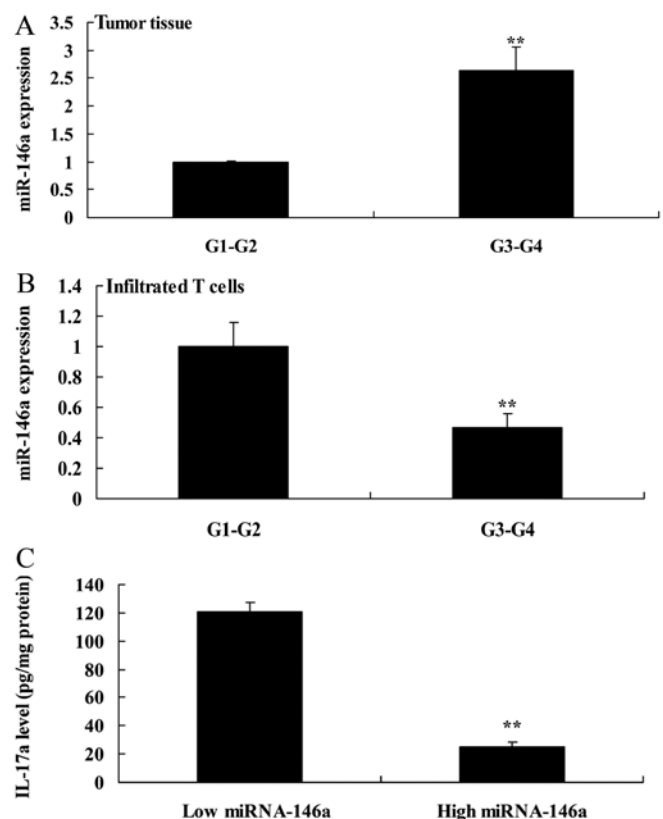 A
Tumor tissue
miR-146a expression
3.5
3
2.5
2
1.5
1
0.5
0
**
G1-G2
G3-G4
B
Infiltrated T cells
miR-146a expression
1.4
1.2
1
0.8
0.6
0.4
0.2
0
**
G1-G2
G3-G4
C
IL-17a level (pg/mg protein)
140
120
100
80
60
40
20
0
**
Low miRNA-146a
High miRNA-146a